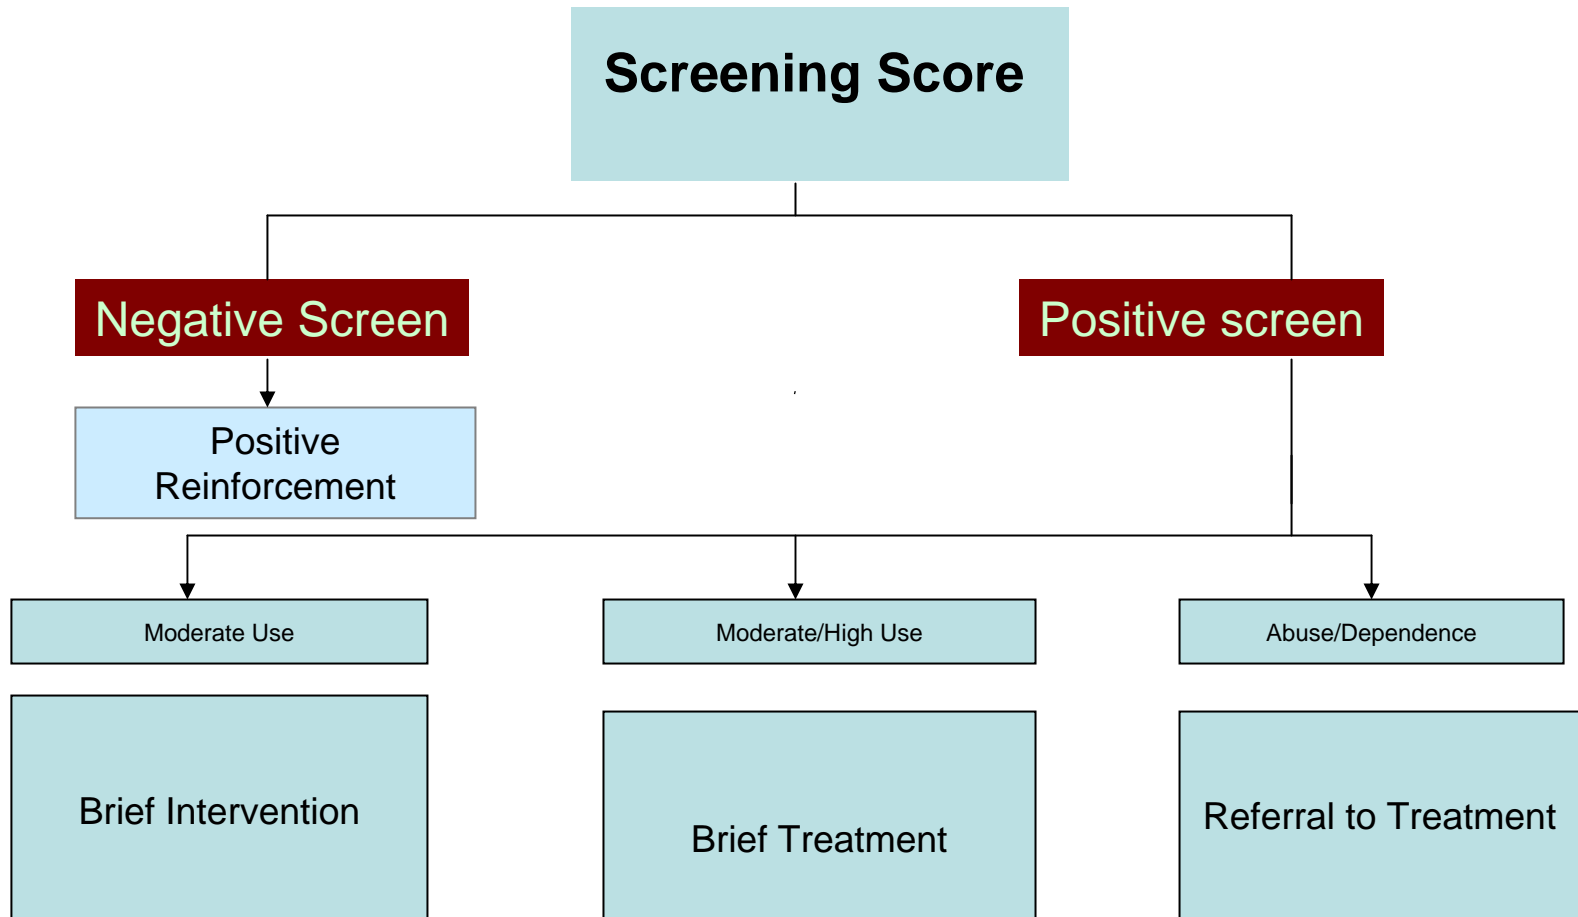 Screening Score
Negative Screen
Positive screen
Positive
Reinforcement
Moderate Use
Moderate/High Use
Abuse/Dependence
Brief Intervention
Brief Treatment
Referral to Treatment